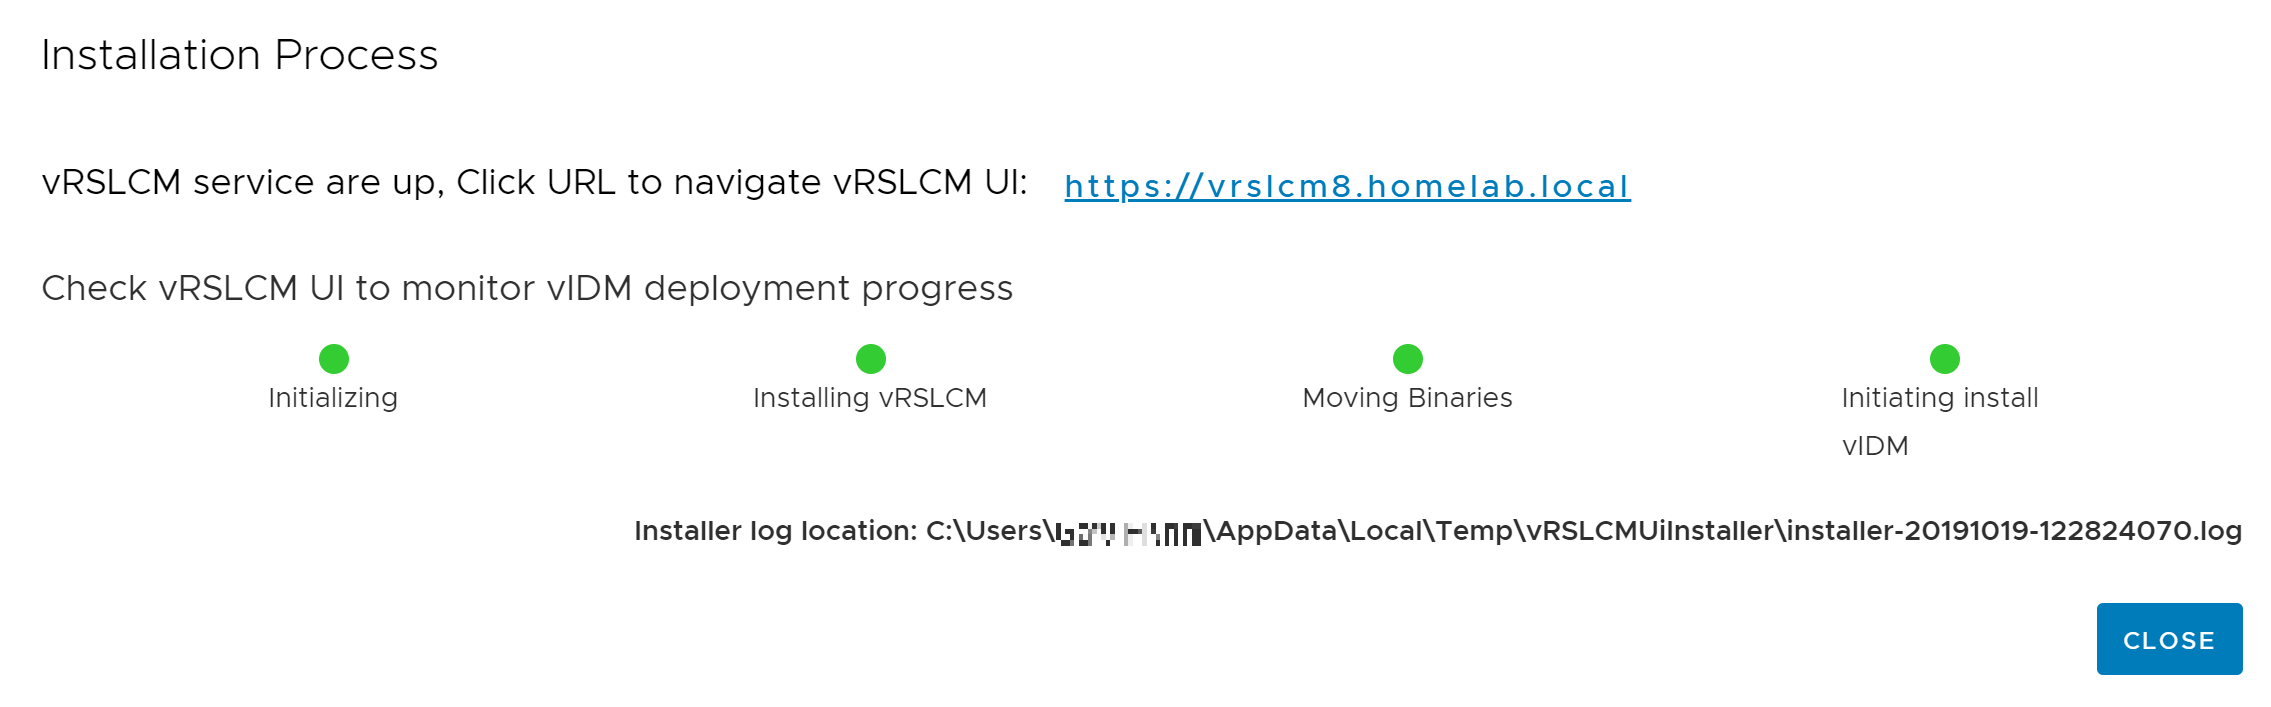 Installation Process
vRSLCM service are up, Click URL to navigate vRSLCM UI: https://vrslcm8.homelab.local
Check vRSLCM UI to monitor vIDM deployment progress
Initializing
Installing vRSLCM
Moving Binaries
Initiating install
vIDM
Installer log location: C:\Users\ \AppData\Local\Temp\vRSLCMUiInstaller\installer-20191019-122824070.log
CLOSE